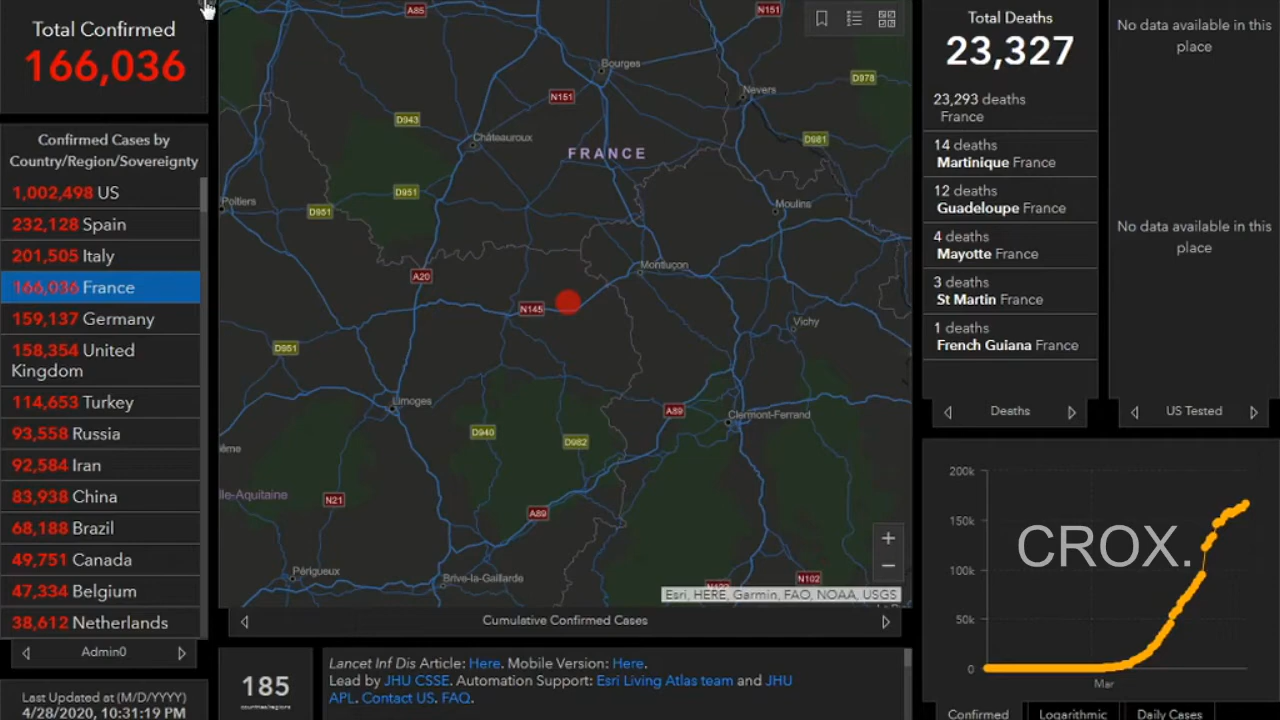 Total Confirmed
166,036
Confirmed Cases by
Country/Region/Sovereignty
1,002,498 US
232,128 Spain
201,505 Italy
166,036 France
159,137 Germany
158,354 United
Kingdom
114,653 Turkey
93,558 Russia
92,584 Iran
83,938 China
68,188 Brazil
49,751 Canada
47,334 Belgium
38,612 Netherlands
Admin0
Last Updated at (M/D/YYYY)
4/28/2020, 10:31:19 PM
A85
N151
Bourges
D978
Nevers
N151
D943
Châteauroux
D981
FRANCE
D951
Poitiers
D951
Moulins
A20
Montluçon
N145
Vichy
D951
Limoges
A89
Clermont-Ferrand
D940
D982
ème
lle-Aquitaine
N21
A89
Périgueux
Brive-la-Gaillarde
N102
+
−
Esri, HERE, Garmin, FAO, NOAA, USGS
Cumulative Confirmed Cases
185
countries/regions
Lancet Inf Dis Article: Here. Mobile Version: Here.
Lead by JHU CSSE. Automation Support: Esri Living Atlas team and JHU
APL. Contact US. FAQ.
Total Deaths
23,327
23,293 deaths
France
14 deaths
Martinique France
12 deaths
Guadeloupe France
4 deaths
Mayotte France
3 deaths
St Martin France
1 deaths
French Guiana France
Deaths
No data available in this
place
No data available in this
place
US Tested
200k
150k
100k
50k
0
Mar
CROX.
Confirmed
Logarithmic
Daily Cases